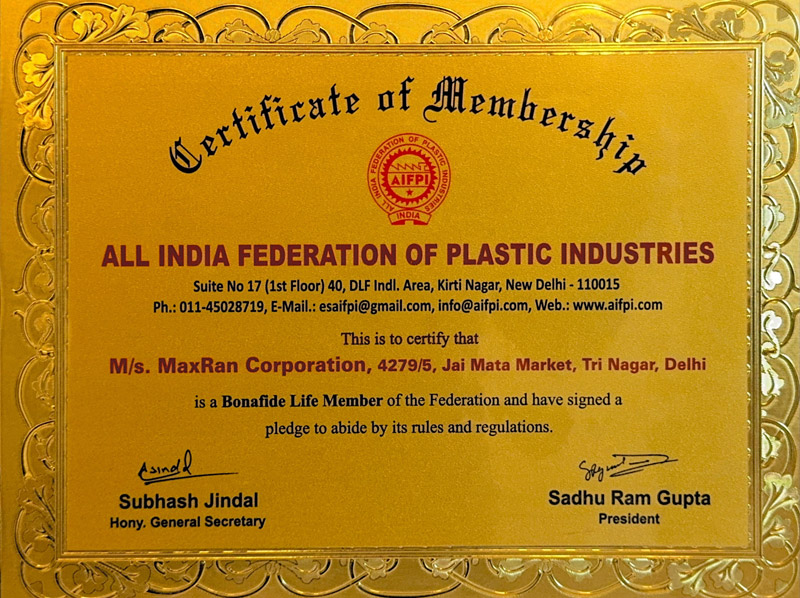 Certificate of Membership
ALL INDIA FEDERATION OF PLASTIC INDUSTRIES
AIFPI
INDIA
ALL INDIA FEDERATION OF PLASTIC INDUSTRIES
Suite No 17 (1st Floor) 40, DLF Indl. Area, Kirti Nagar, New Delhi - 110015
Ph.: 011-45028719, E-Mail.: esaifpi@gmail.com, info@aifpi.com, Web.: www.aifpi.com
This is to certify that
M/s. MaxRan Corporation, 4279/5, Jai Mata Market, Tri Nagar, Delhi
is a Bonafide Life Member of the Federation and have signed a
pledge to abide by its rules and regulations.
Subhash Jindal
Hony. General Secretary
Sadhu Ram Gupta
President